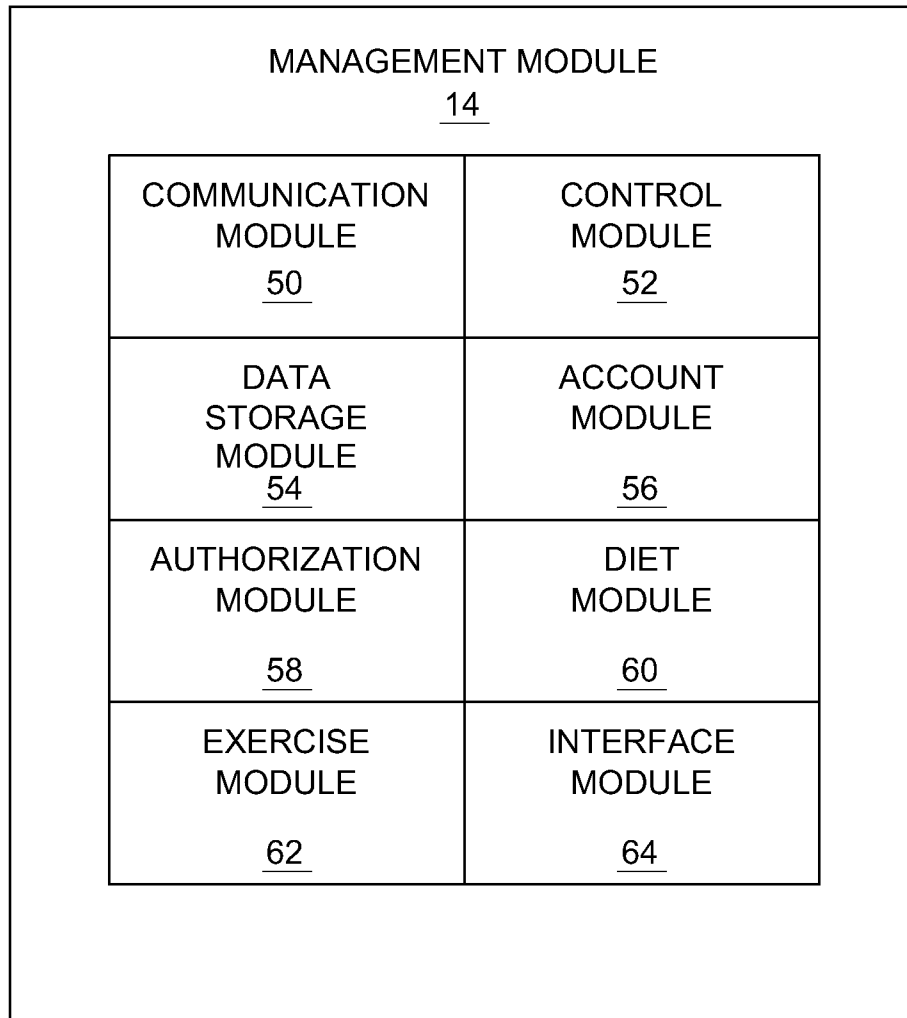 MANAGEMENT MODULE
14
COMMUNICATION
MODULE
50
CONTROL
MODULE
52
DATA
STORAGE
MODULE
54
ACCOUNT
MODULE
56
AUTHORIZATION
MODULE
58
DIET
MODULE
60
EXERCISE
MODULE
62
INTERFACE
MODULE
64